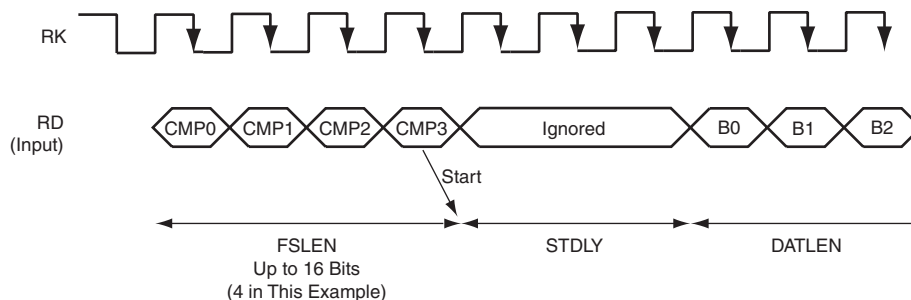 RK
RD
(Input)
CMP0 CMP1 CMP2 CMP3 Ignored B0 B1 B2
Start
FSLEN
Up to 16 Bits
(4 in This Example)
STDLY
DATLEN